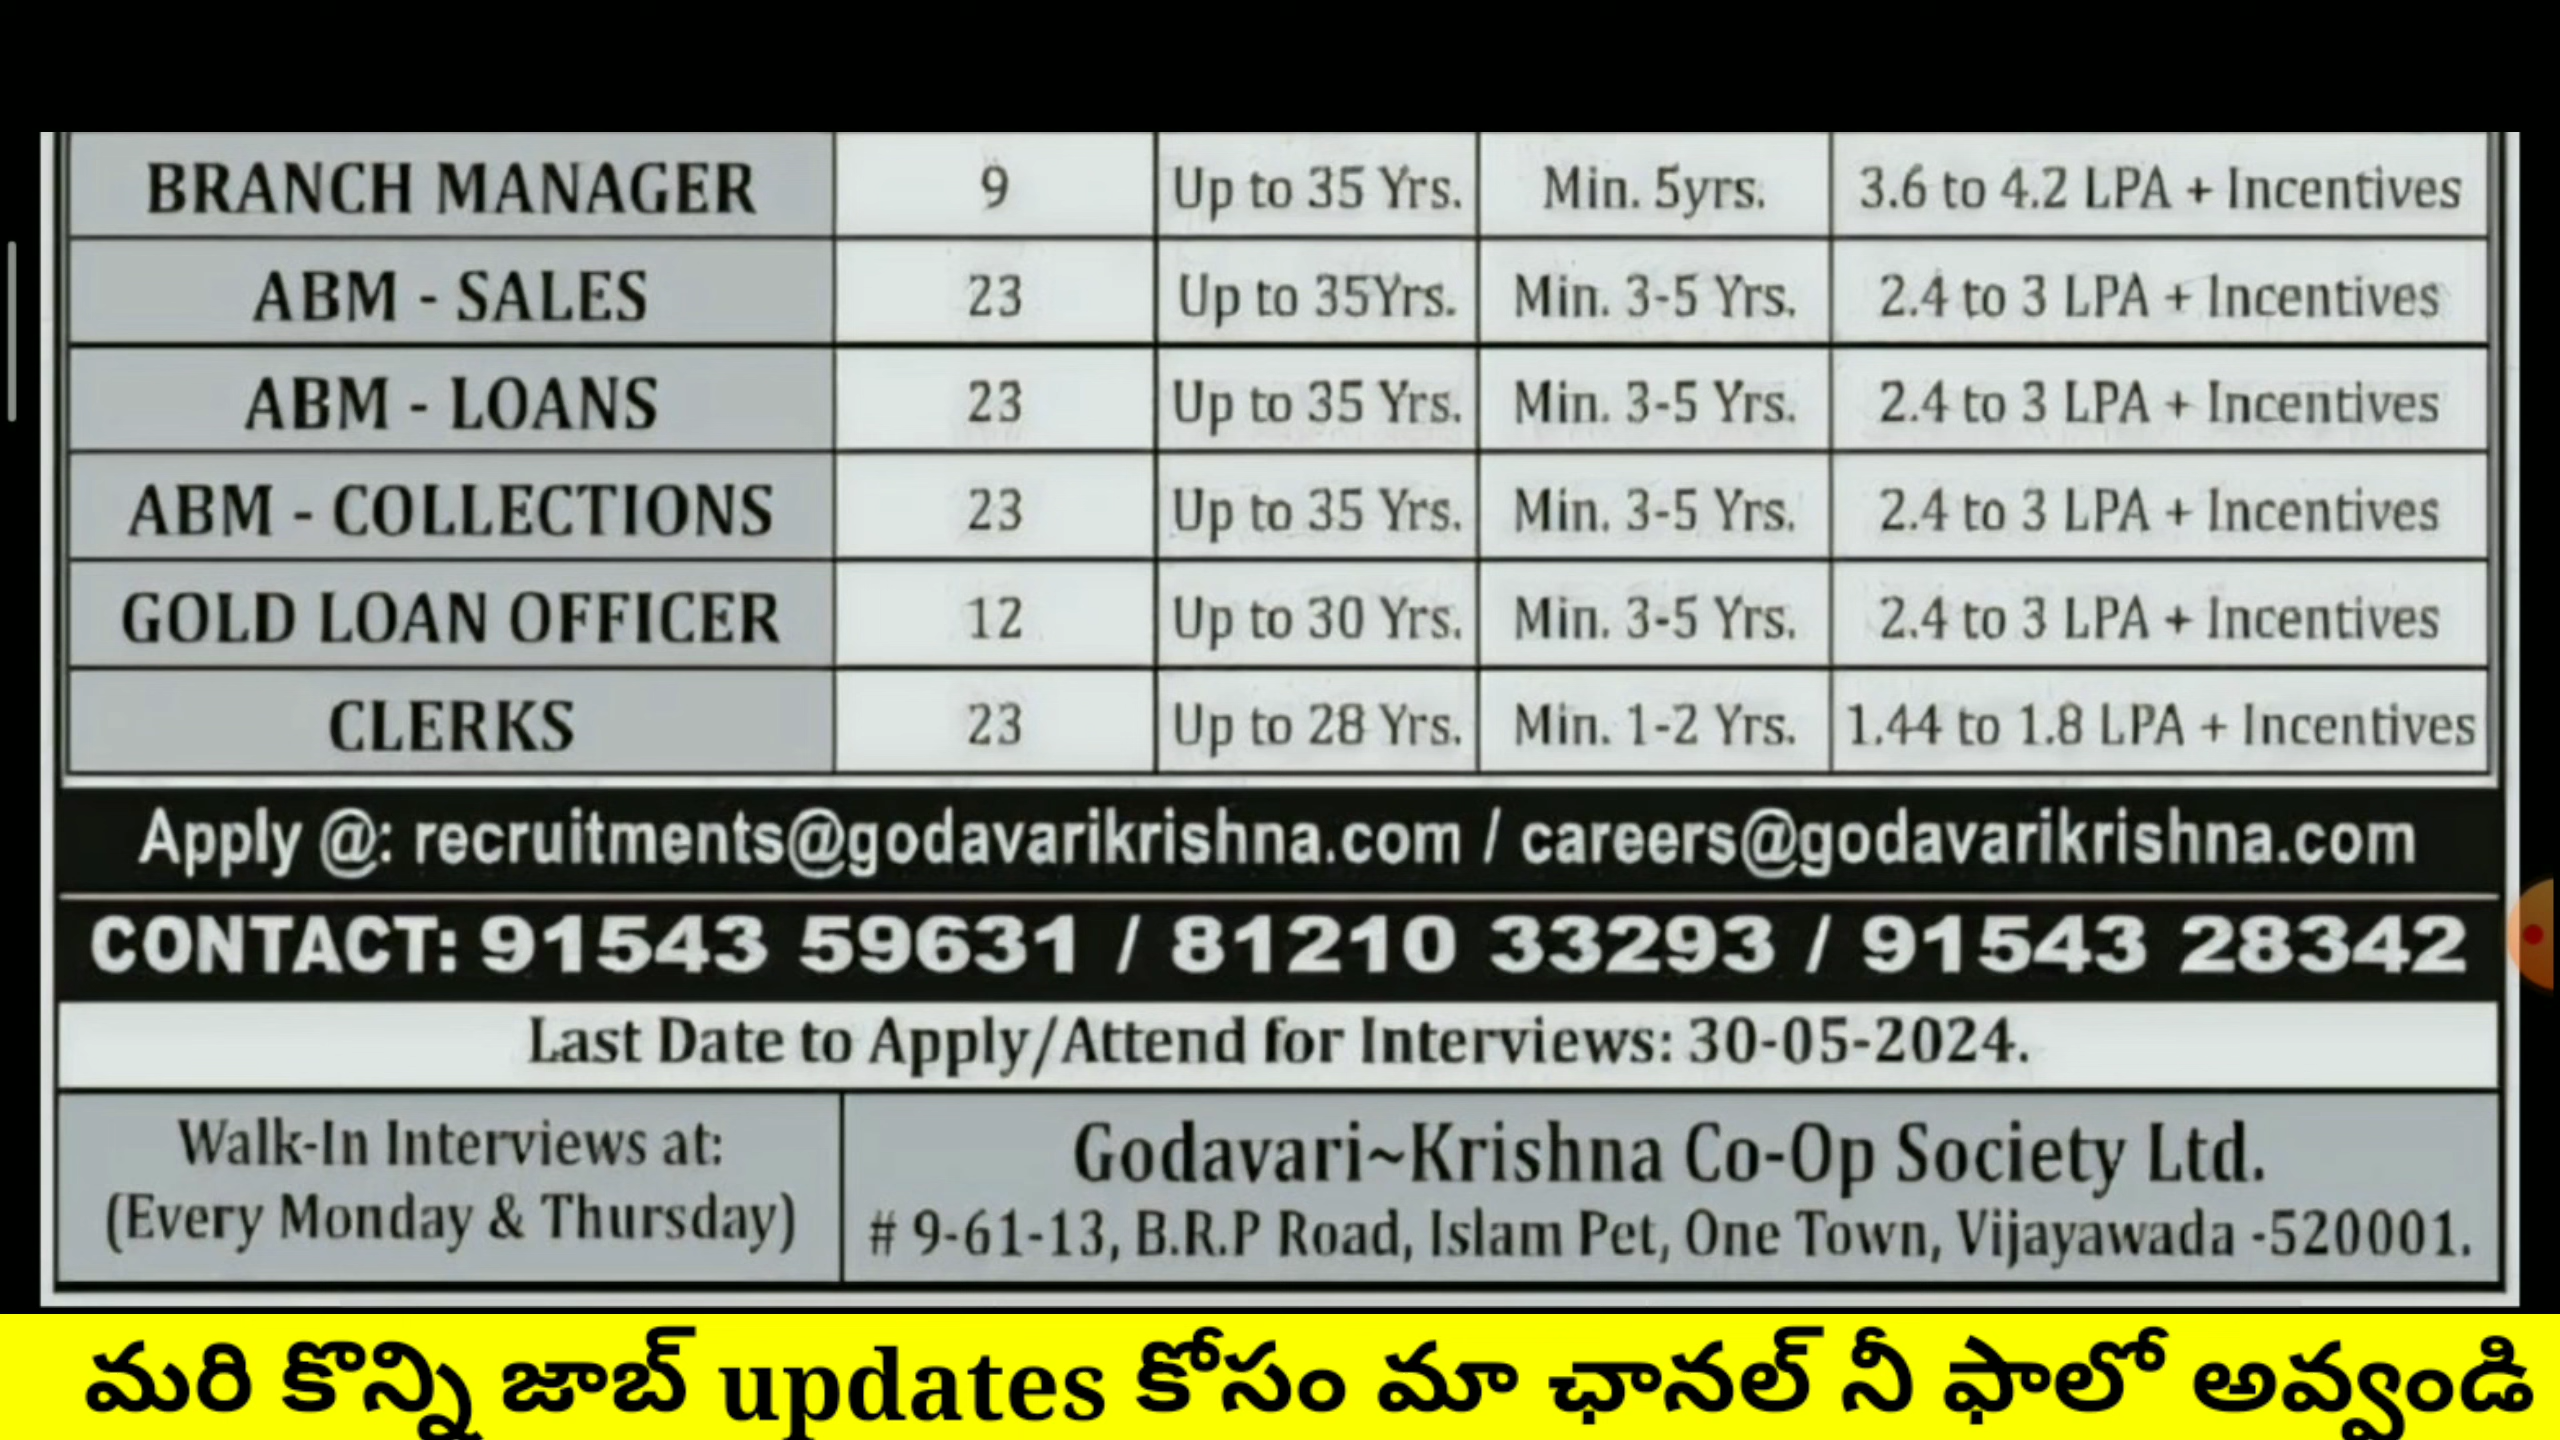 BRANCH MANAGER 9 Up to 35 Yrs. Min. 5yrs. 3.6 to 4.2 LPA + Incentives
ABM - SALES 23 Up to 35Yrs. Min. 3-5 Yrs. 2.4 to 3 LPA + Incentives
ABM - LOANS 23 Up to 35 Yrs. Min. 3-5 Yrs. 2.4 to 3 LPA + Incentives
ABM - COLLECTIONS 23 Up to 35 Yrs. Min. 3-5 Yrs. 2.4 to 3 LPA + Incentives
GOLD LOAN OFFICER 12 Up to 30 Yrs. Min. 3-5 Yrs. 2.4 to 3 LPA + Incentives
CLERKS 23 Up to 28 Yrs. Min. 1-2 Yrs. 1.44 to 1.8 LPA + Incentives
Apply @: recruitments@godavarikrishna.com / careers@godavarikrishna.com
CONTACT: 91543 59631 / 81210 33293 / 91543 28342
Last Date to Apply/Attend for Interviews: 30-05-2024.
Walk-In Interviews at:
(Every Monday & Thursday)
Godavari~Krishna Co-Op Society Ltd.
# 9-61-13, B.R.P Road, Islam Pet, One Town, Vijayawada -520001.
మరి కొన్ని జాబ్ updates కోసం మా ఛానల్ నీ ఫాలో అవ్వండి